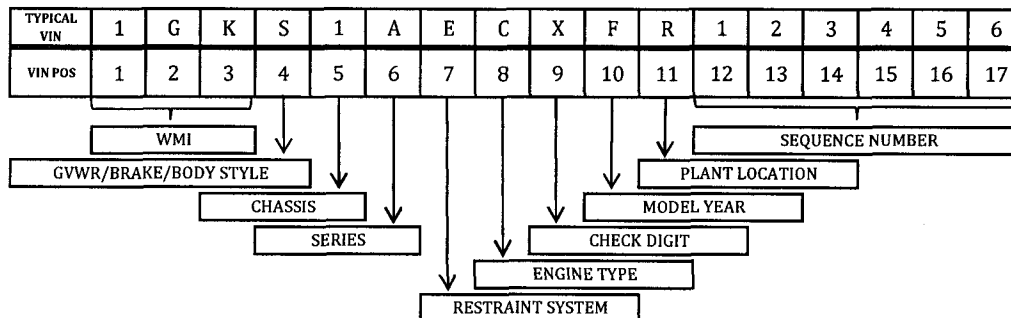 TYPICAL VIN 1 G K S 1 A E C X F R 1 2 3 4 5 6
VIN POS 1 2 3 4 5 6 7 8 9 10 11 12 13 14 15 16 17
WMI
SEQUENCE NUMBER
GVWR/BRAKE/BODY STYLE
PLANT LOCATION
CHASSIS
MODEL YEAR
SERIES
CHECK DIGIT
ENGINE TYPE
RESTRAINT SYSTEM